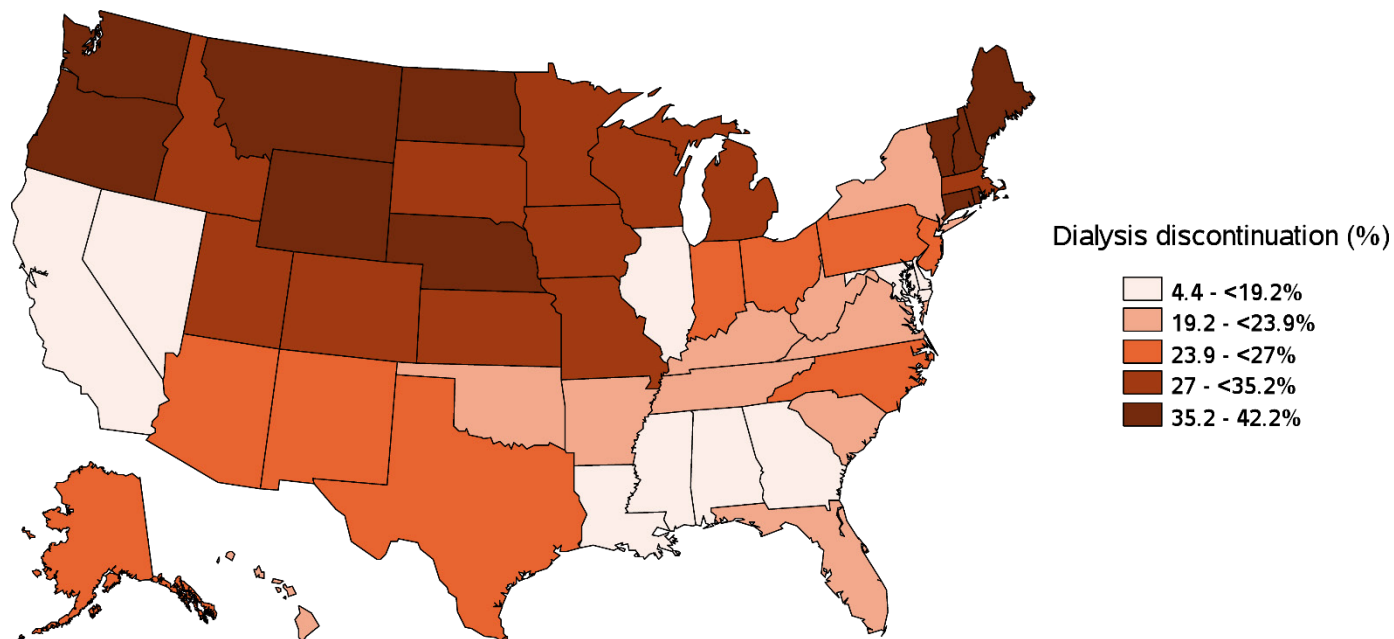 Dialysis discontinuation (%)
4.4 - <19.2%
19.2 - <23.9%
23.9 - <27%
27 - <35.2%
35.2 - 42.2%